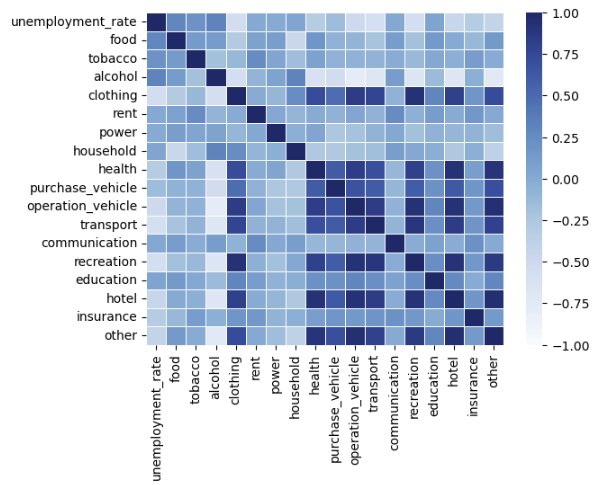 unemployment_rate
food
tobacco
alcohol
clothing
rent
power
household
health
purchase_vehicle
operation_vehicle
transport
communication
recreation
education
hotel
insurance
other
unemployment_rate
food
tobacco
alcohol
clothing
rent
power
household
health
purchase_vehicle
operation_vehicle
transport
communication
recreation
education
hotel
insurance
other
1.00
0.75
0.50
0.25
0.00
−0.25
−0.50
−0.75
−1.00